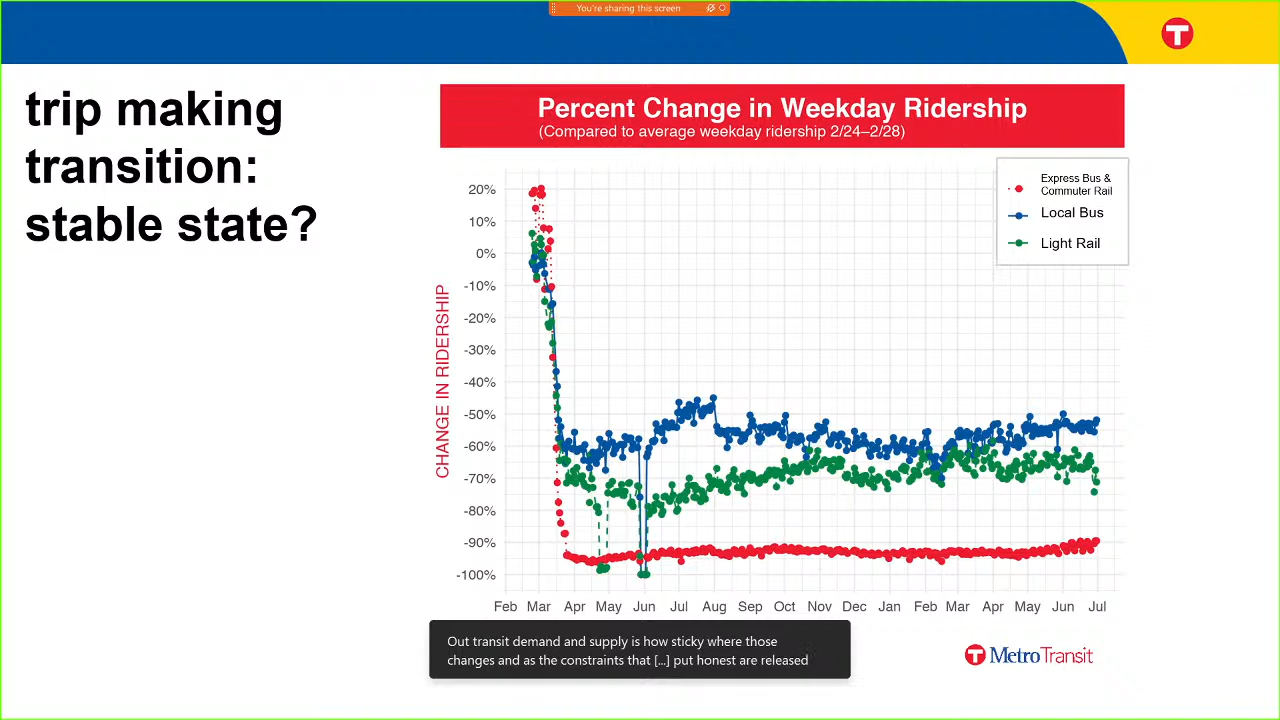 You're sharing this screen
T
trip making
transition:
stable state?
Percent Change in Weekday Ridership
(Compared to average weekday ridership 2/24–2/28)
Express Bus &
Commuter Rail
Local Bus
Light Rail
CHANGE IN RIDERSHIP
20%
10%
0%
-10%
-20%
-30%
-40%
-50%
-60%
-70%
-80%
-90%
-100%
Feb Mar Apr May Jun Jul Aug Sep Oct Nov Dec Jan Feb Mar Apr May Jun Jul
Out transit demand and supply is how sticky where those
changes and as the constraints that [...] put honest are released
T MetroTransit